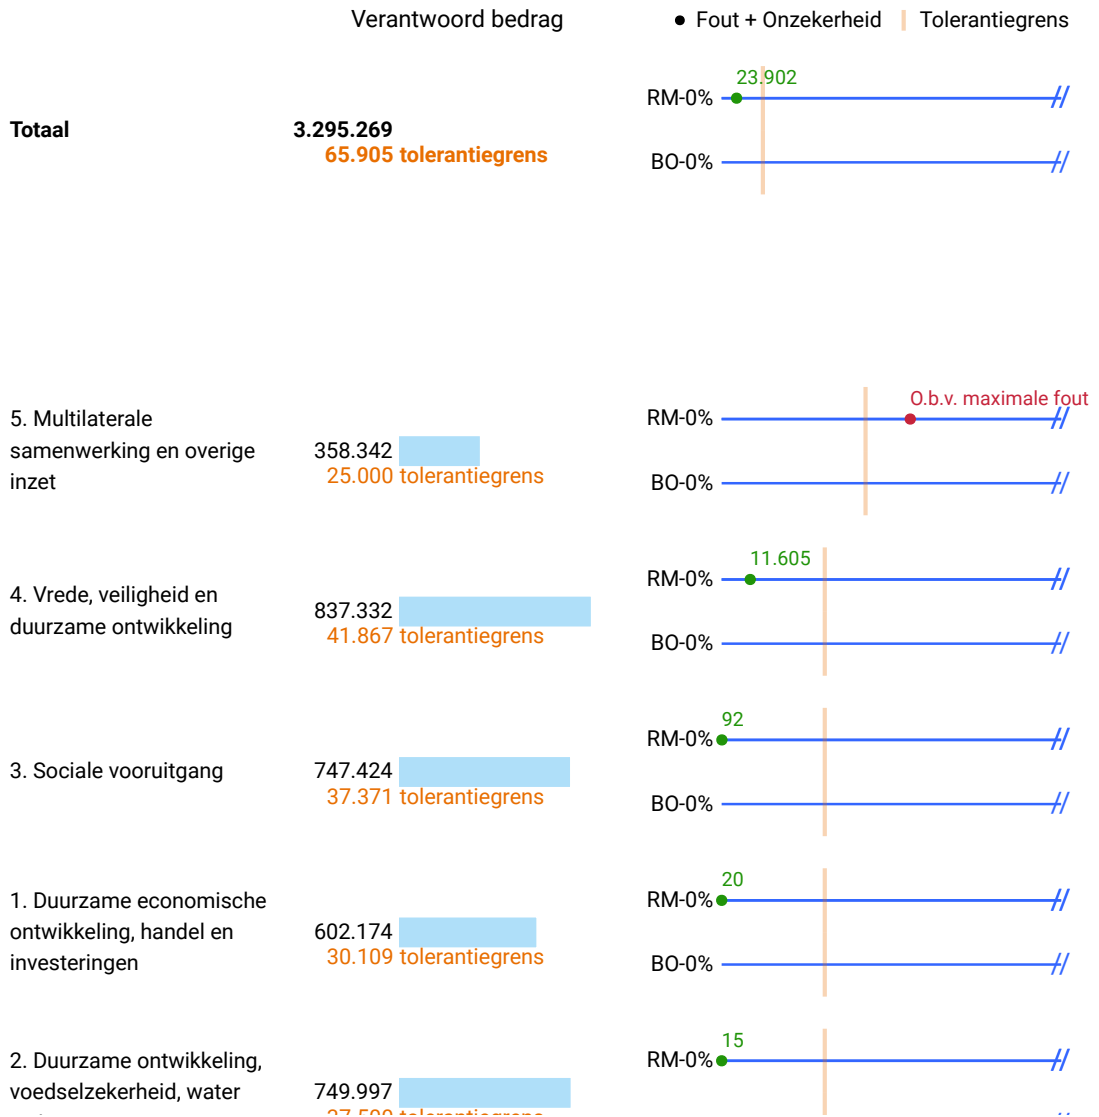 Verantwoord bedrag
Fout + Onzekerheid
Tolerantiegrens
Totaal
3.295.269
65.905 tolerantiegrens
23.902
RM-0%
BO-0%
5. Multilaterale
samenwerking en overige
inzet
358.342
25.000 tolerantiegrens
O.b.v. maximale fout
RM-0%
BO-0%
4. Vrede, veiligheid en
duurzame ontwikkeling
837.332
41.867 tolerantiegrens
11.605
RM-0%
BO-0%
3. Sociale vooruitgang
747.424
37.371 tolerantiegrens
92
RM-0%
BO-0%
1. Duurzame economische
ontwikkeling, handel en
investeringen
602.174
30.109 tolerantiegrens
20
RM-0%
BO-0%
2. Duurzame ontwikkeling,
voedselzekerheid, water
749.997
tolerantiegrens
15
RM-0%